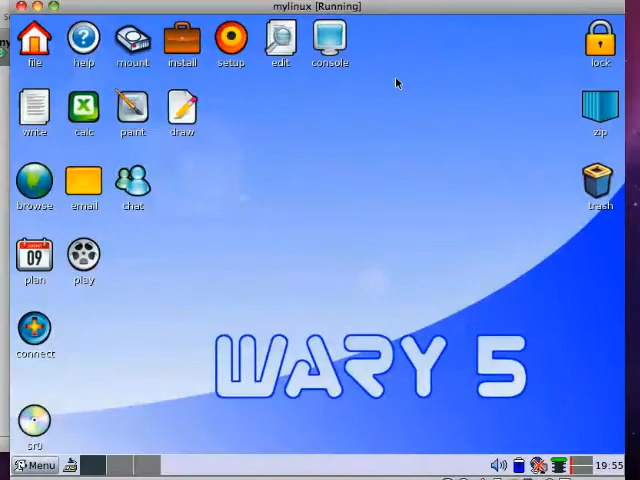 mylinux [Running]
file help mount install setup edit console lock
write calc paint draw zip
browse email chat trash
plan play
09
connect
WARY 5
sr0
Menu 19:55